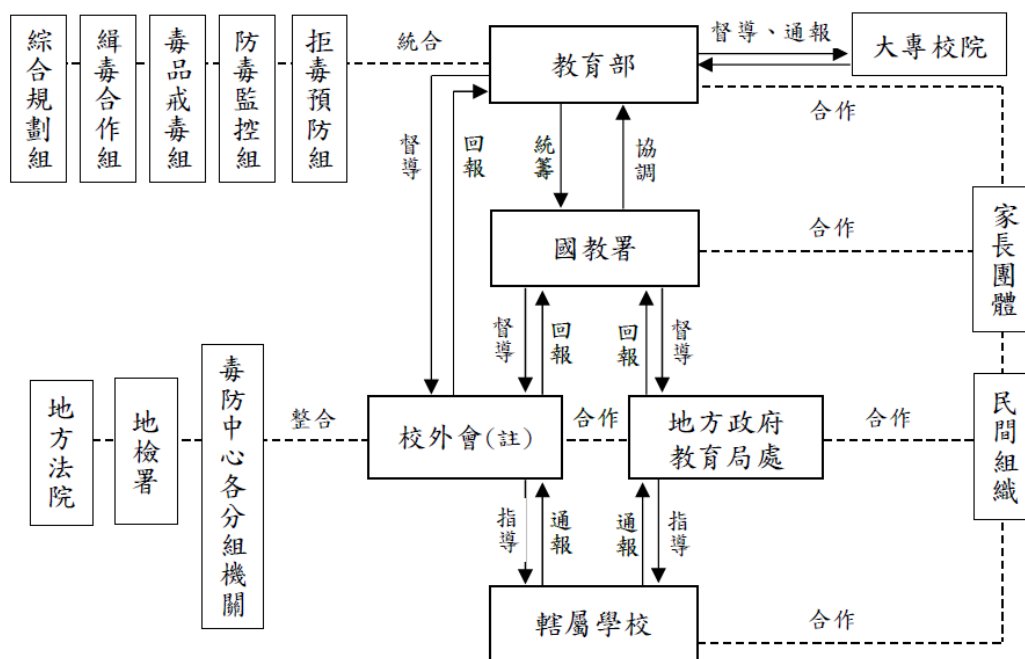 綜合規劃組
緝毒合作組
毒品戒毒組
防毒監控組
拒毒預防組
統合
教育部
督導、通報
大專校院
合作
督導
回報
統籌
協調
國教署
合作
家長團體
督導
回報
回報
督導
地方法院
地檢署
毒防中心各分組機關
整合
校外會(註)
合作
地方政府
教育局處
合作
民間組織
指導
通報
通報
指導
轄屬學校
合作